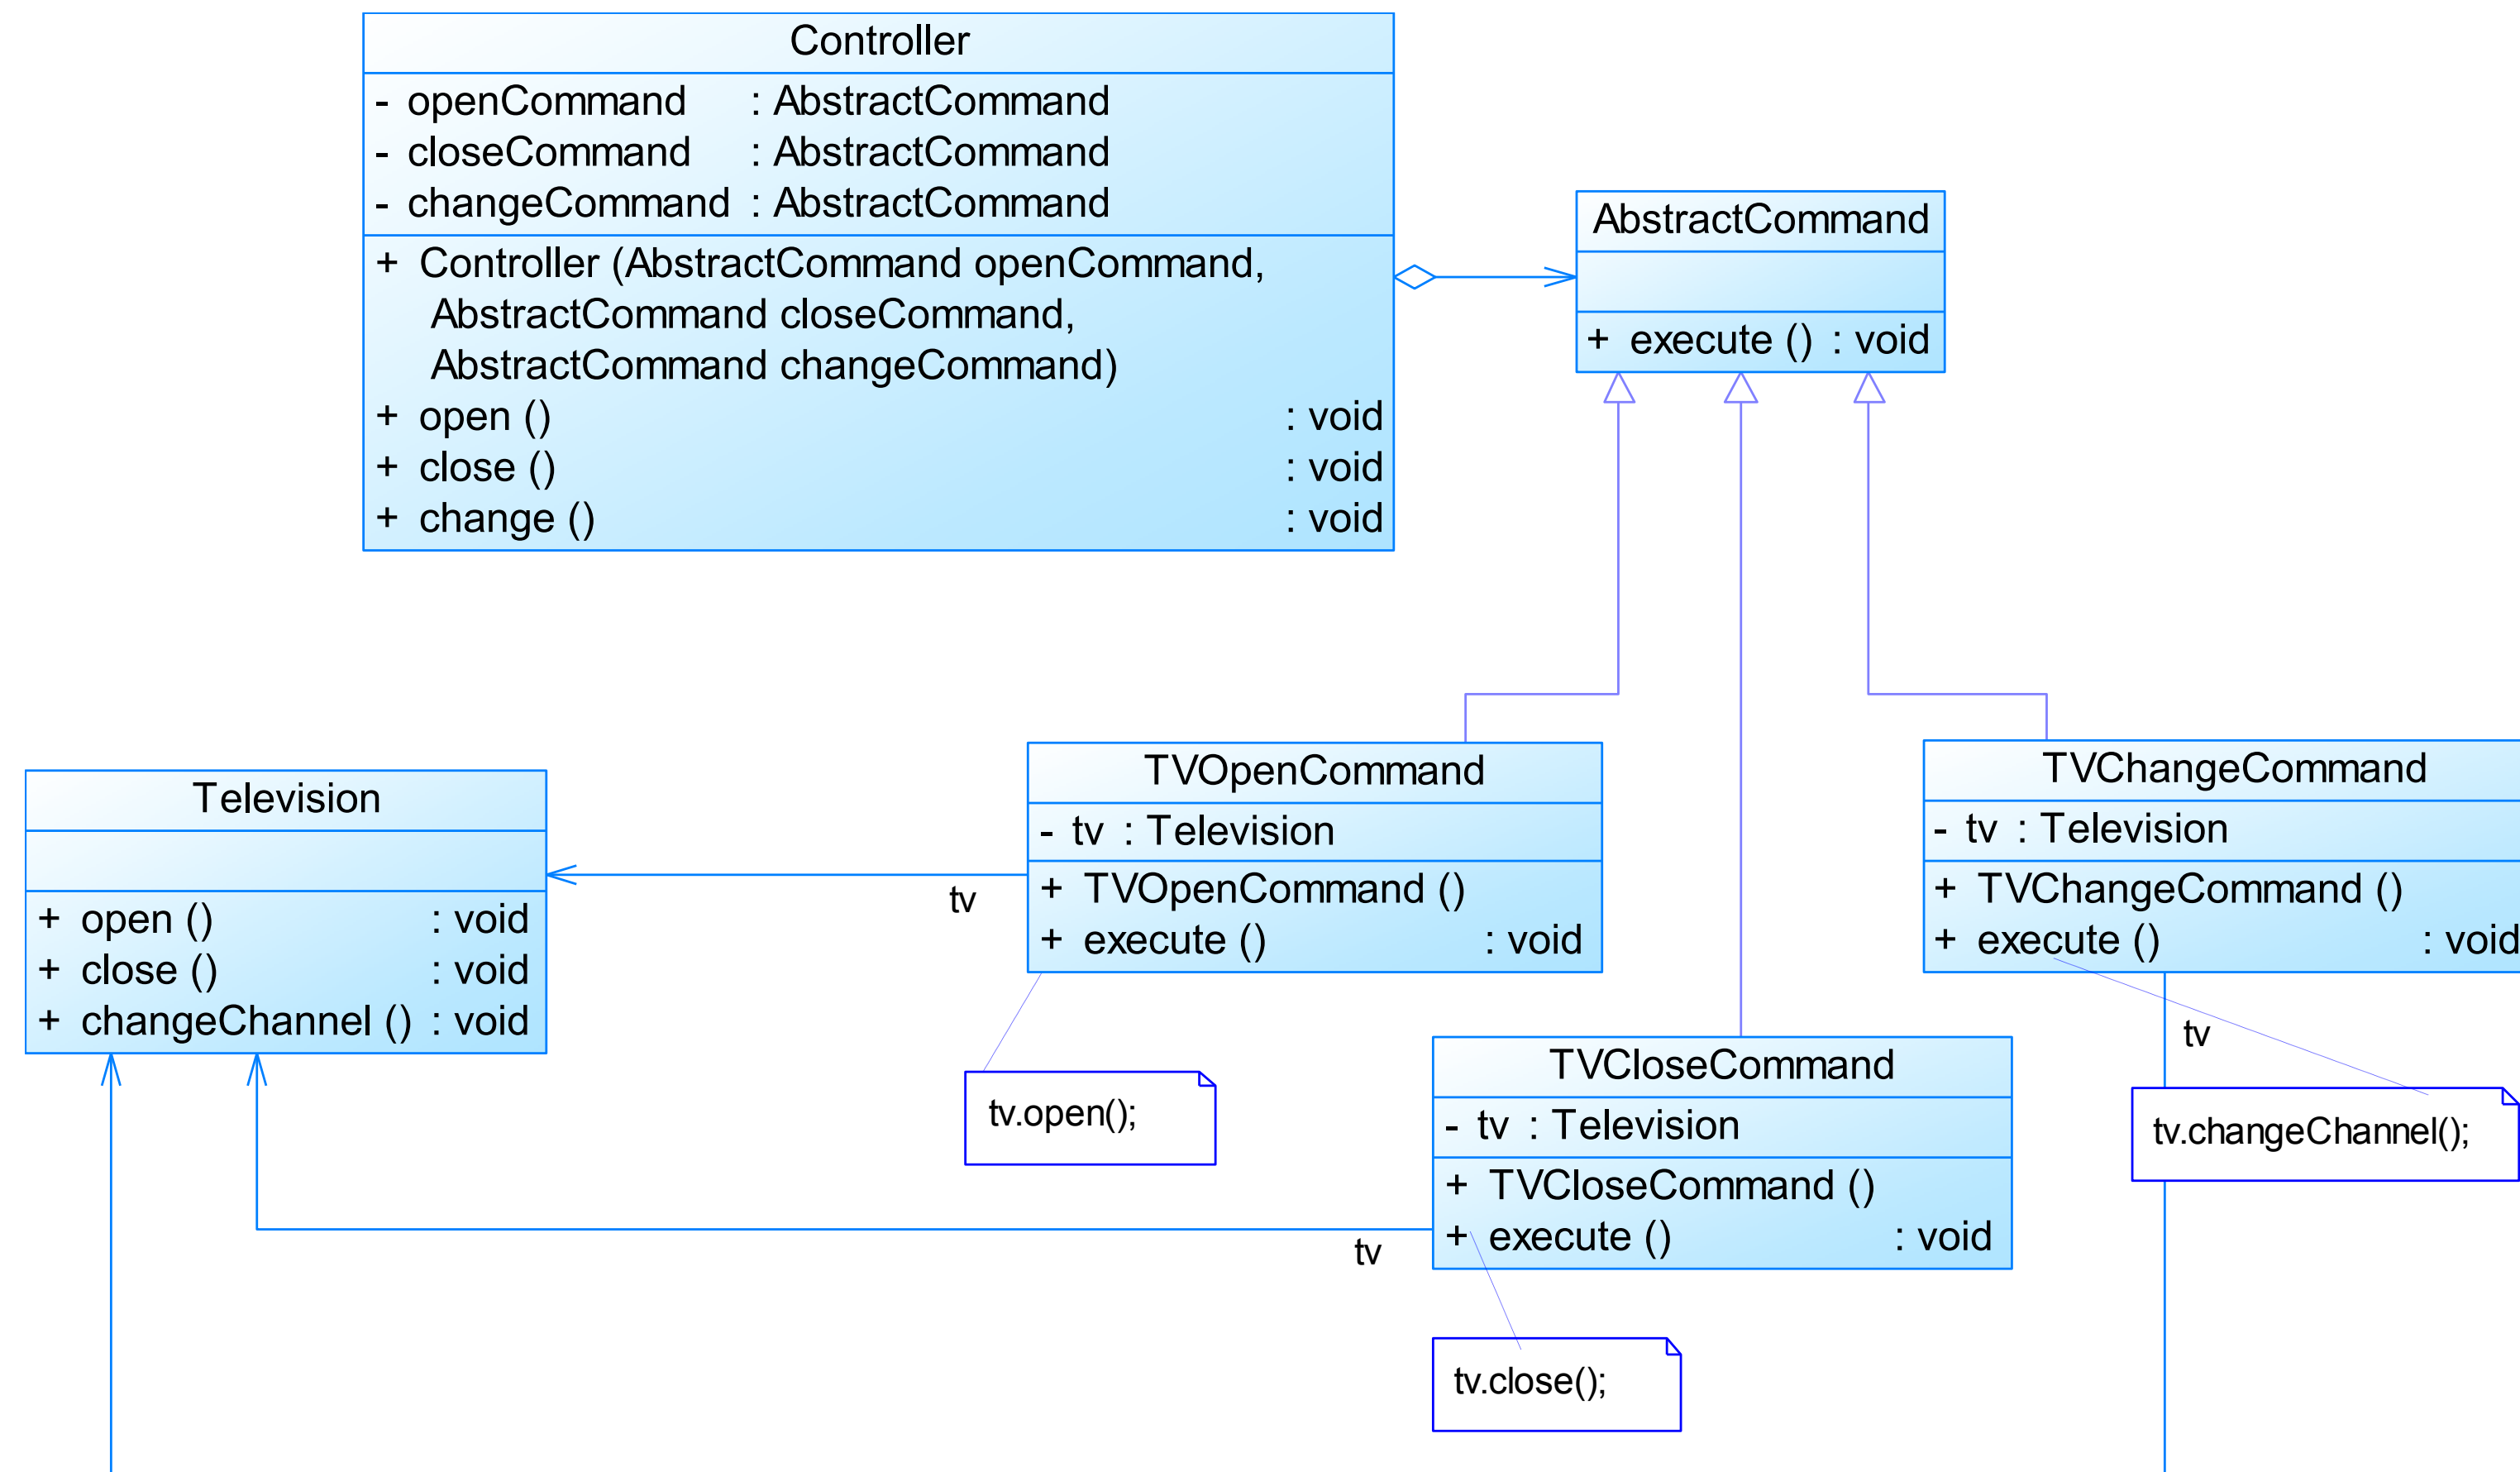 Controller
- openCommand : AbstractCommand
- closeCommand : AbstractCommand
- changeCommand : AbstractCommand
+ Controller (AbstractCommand openCommand,
AbstractCommand closeCommand,
AbstractCommand changeCommand)
+ open () : void
+ close () : void
+ change () : void
AbstractCommand
+ execute () : void
Television
+ open () : void
+ close () : void
+ changeChannel () : void
TVOpenCommand
- tv : Television
+ TVOpenCommand ()
+ execute () : void
tv
tv.open();
TVChangeCommand
- tv : Television
+ TVChangeCommand ()
+ execute () : void
tv
tv.changeChannel();
TVCloseCommand
- tv : Television
+ TVCloseCommand ()
+ execute () : void
tv
tv.close();